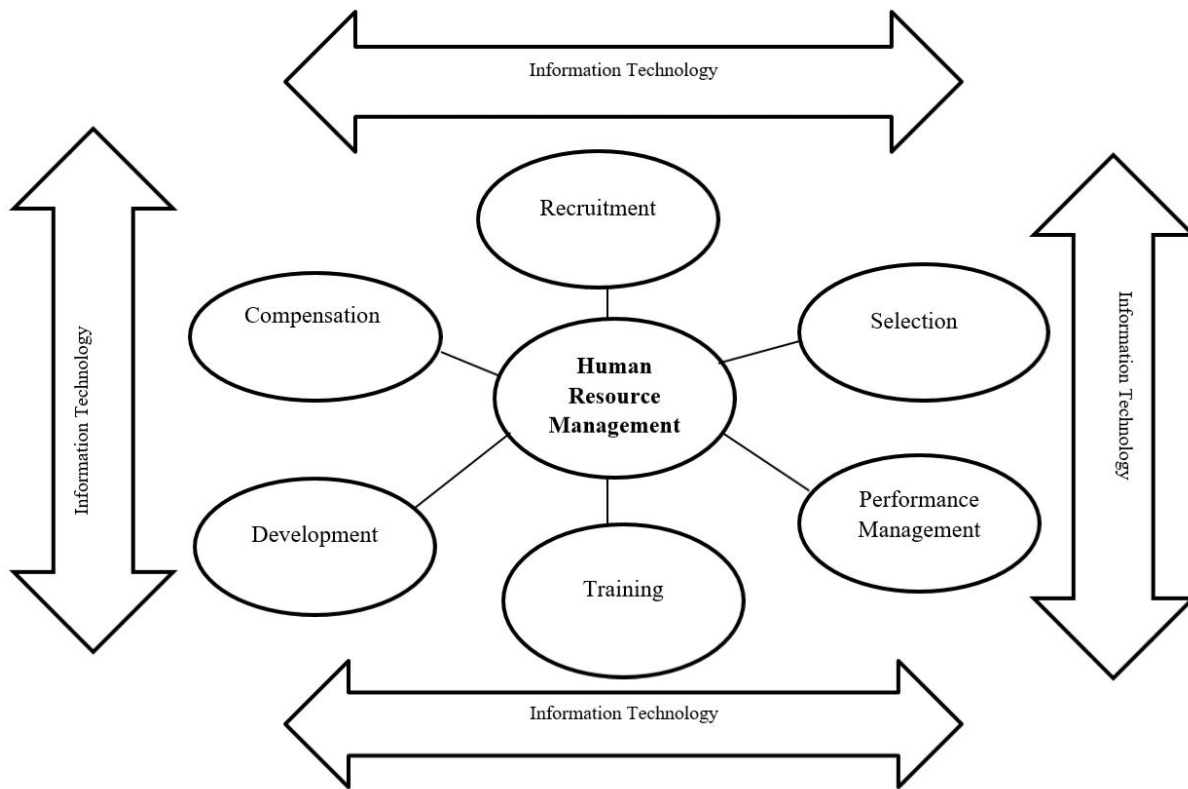 Information Technology
Recruitment
Compensation
Selection
Human
Resource
Management
Information Technology
Information Technology
Development
Performance
Management
Training
Information Technology